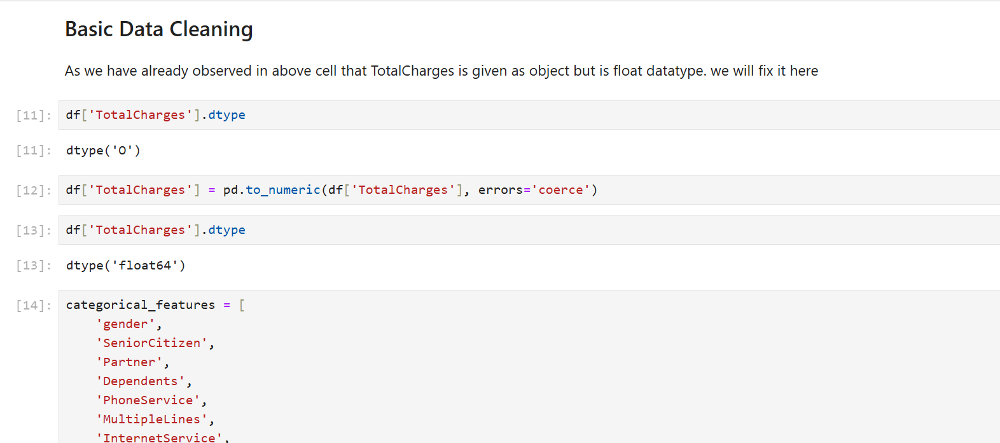 Basic Data Cleaning
As we have already observed in above cell that TotalCharges is given as object but is float datatype. we will fix it here
[11]: df['TotalCharges'].dtype
[11]: dtype('O')
[12]: df['TotalCharges'] = pd.to_numeric(df['TotalCharges'], errors='coerce')
[13]: df['TotalCharges'].dtype
[13]: dtype('float64')
[14]: categorical_features = [
'gender',
'SeniorCitizen',
'Partner',
'Dependents',
'PhoneService',
'MultipleLines',
'InternetService',